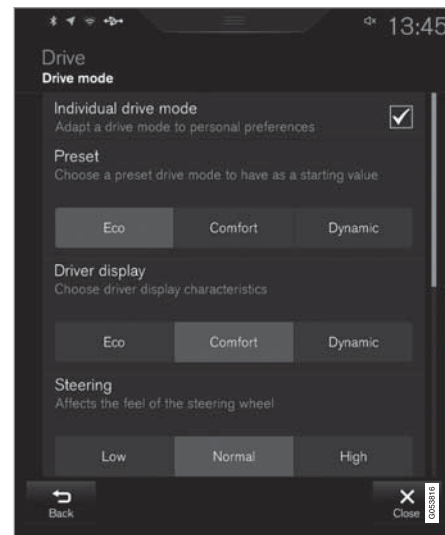 13:45
Drive
Drive mode
Individual drive mode
Adapt a drive mode to personal preferences
Preset
Choose a preset drive mode to have as a starting value
Eco Comfort Dynamic
Driver display
Choose driver display characteristics
Eco Comfort Dynamic
Steering
Affects the feel of the steering wheel
Low Normal High
Back Close
G053816